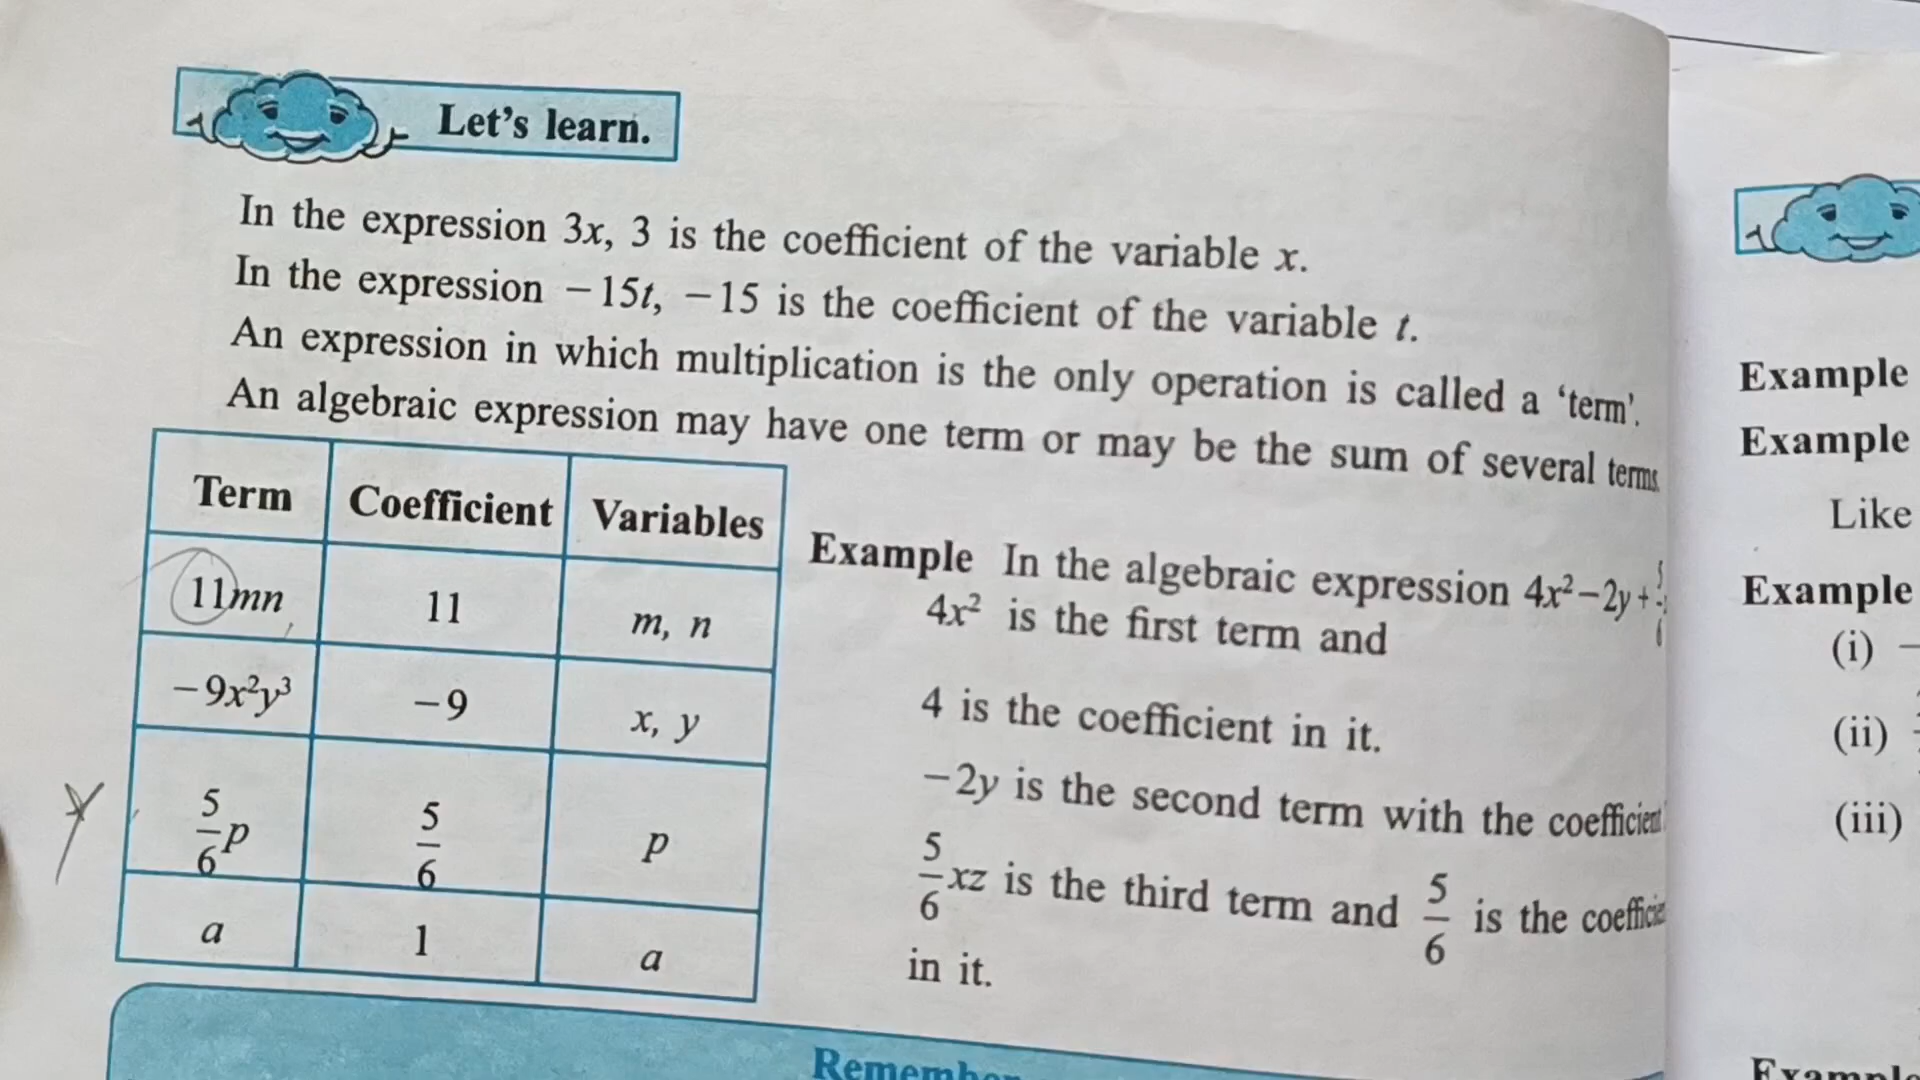 Let's learn.
In the expression 3x, 3 is the coefficient of the variable x.
In the expression −15t, −15 is the coefficient of the variable t.
An expression in which multiplication is the only operation is called a ‘term’.
An algebraic expression may have one term or may be the sum of several terms.
Term Coefficient Variables
11mn 11 m, n
−9x²y³ −9 x, y
5/6 p 5/6 p
a 1 a
Example In the algebraic expression 4x² − 2y +
4x² is the first term and
4 is the coefficient in it.
−2y is the second term with the coefficient
5/6 xz is the third term and 5/6 is the
in it.
Remember
Example
Example
Like
Example
(i) −
(ii)
(iii)
Example